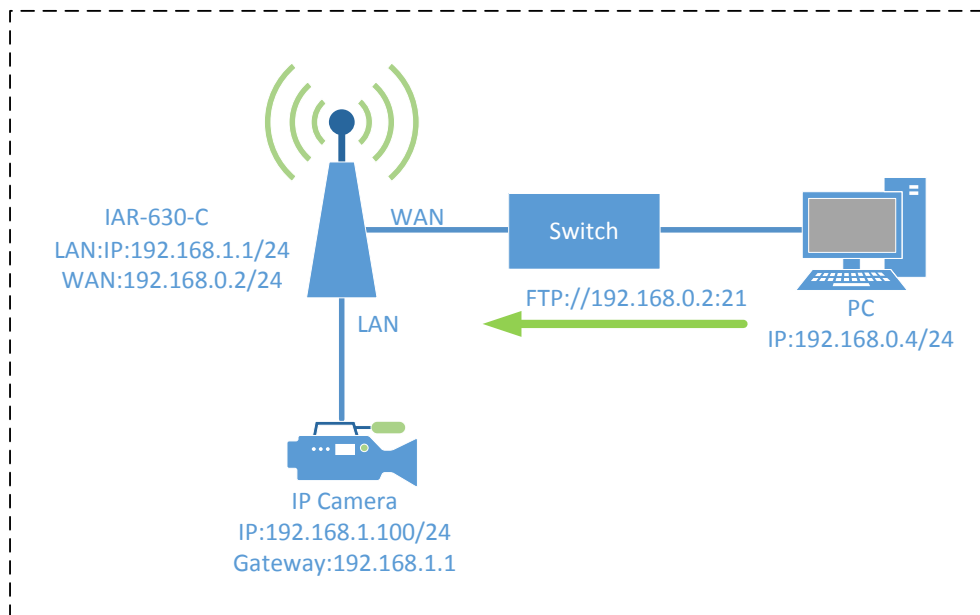 IAR-630-C
LAN:IP:192.168.1.1/24
WAN:192.168.0.2/24
WAN
Switch
FTP://192.168.0.2:21
PC
IP:192.168.0.4/24
LAN
IP Camera
IP:192.168.1.100/24
Gateway:192.168.1.1